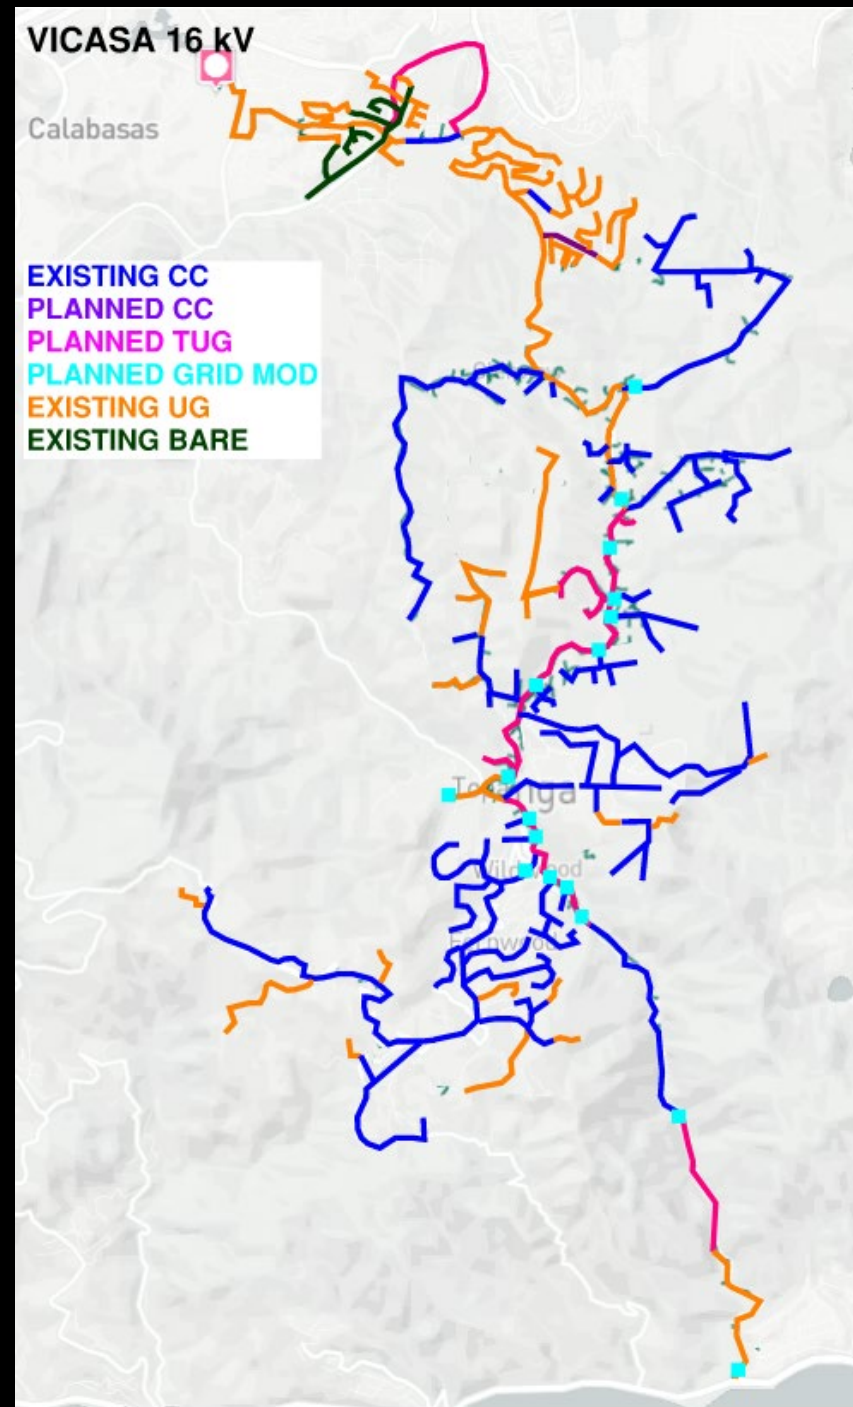 VICASA 16 kV
Calabasas
EXISTING CC
PLANNED CC
PLANNED TUG
PLANNED GRID MOD
EXISTING UG
EXISTING BARE